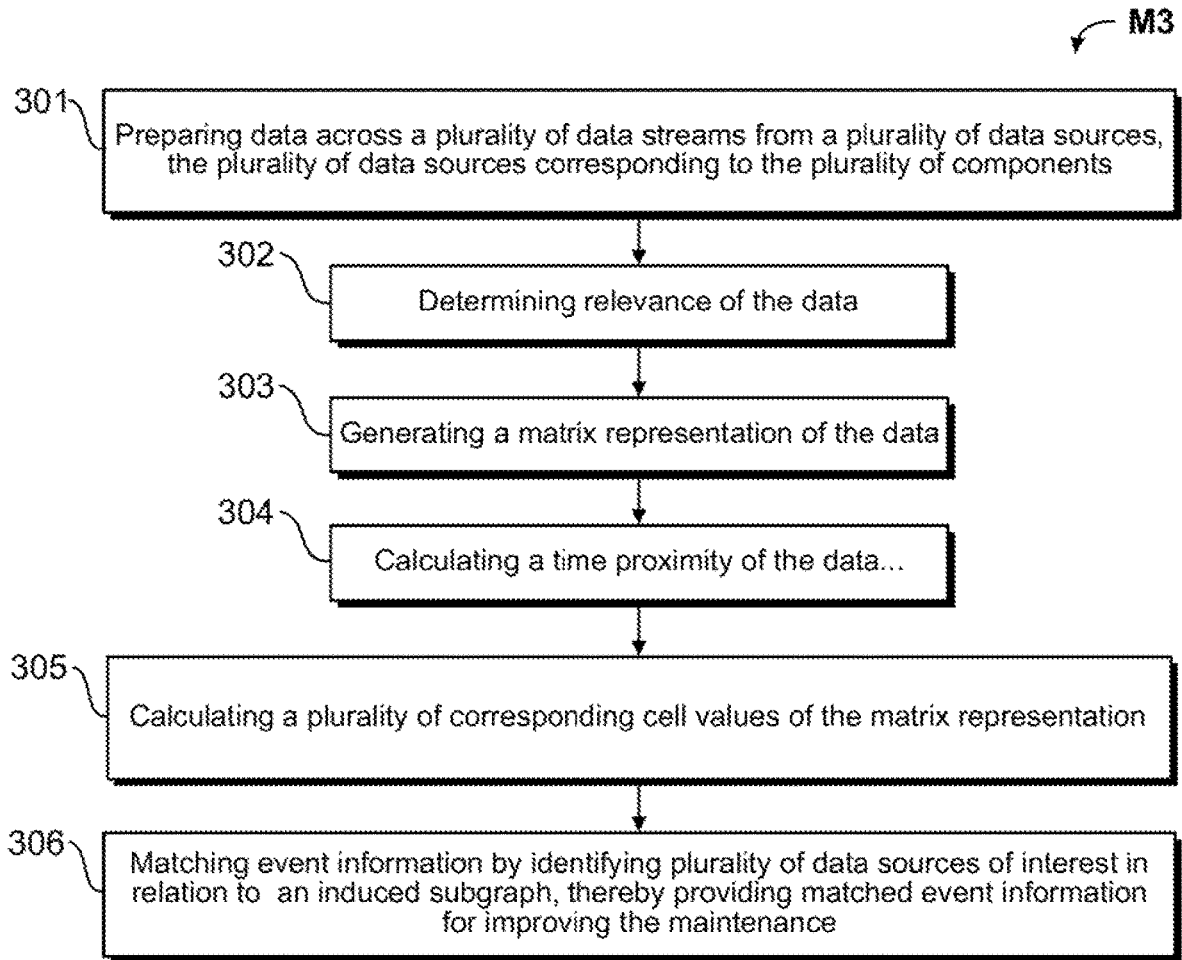 M3
301
Preparing data across a plurality of data streams from a plurality of data sources,
the plurality of data sources corresponding to the plurality of components
302
Determining relevance of the data
303
Generating a matrix representation of the data
304
Calculating a time proximity of the data...
305
Calculating a plurality of corresponding cell values of the matrix representation
306
Matching event information by identifying plurality of data sources of interest in
relation to an induced subgraph, thereby providing matched event information
for improving the maintenance